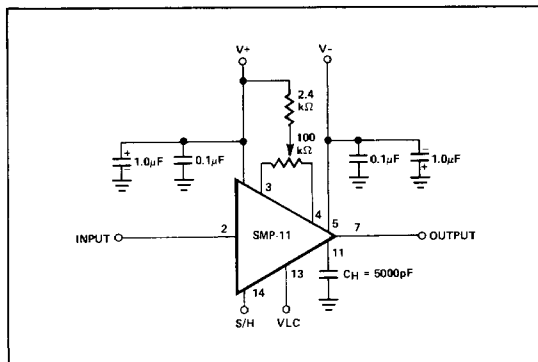 V+
V-
2.4
kΩ
100
kΩ
+
1.0μF
-
0.1μF
0.1μF
-
1.0μF
+
3
4
5
SMP-11
INPUT
2
7
OUTPUT
11
13
14
C_H = 5000pF
S/H
VLC